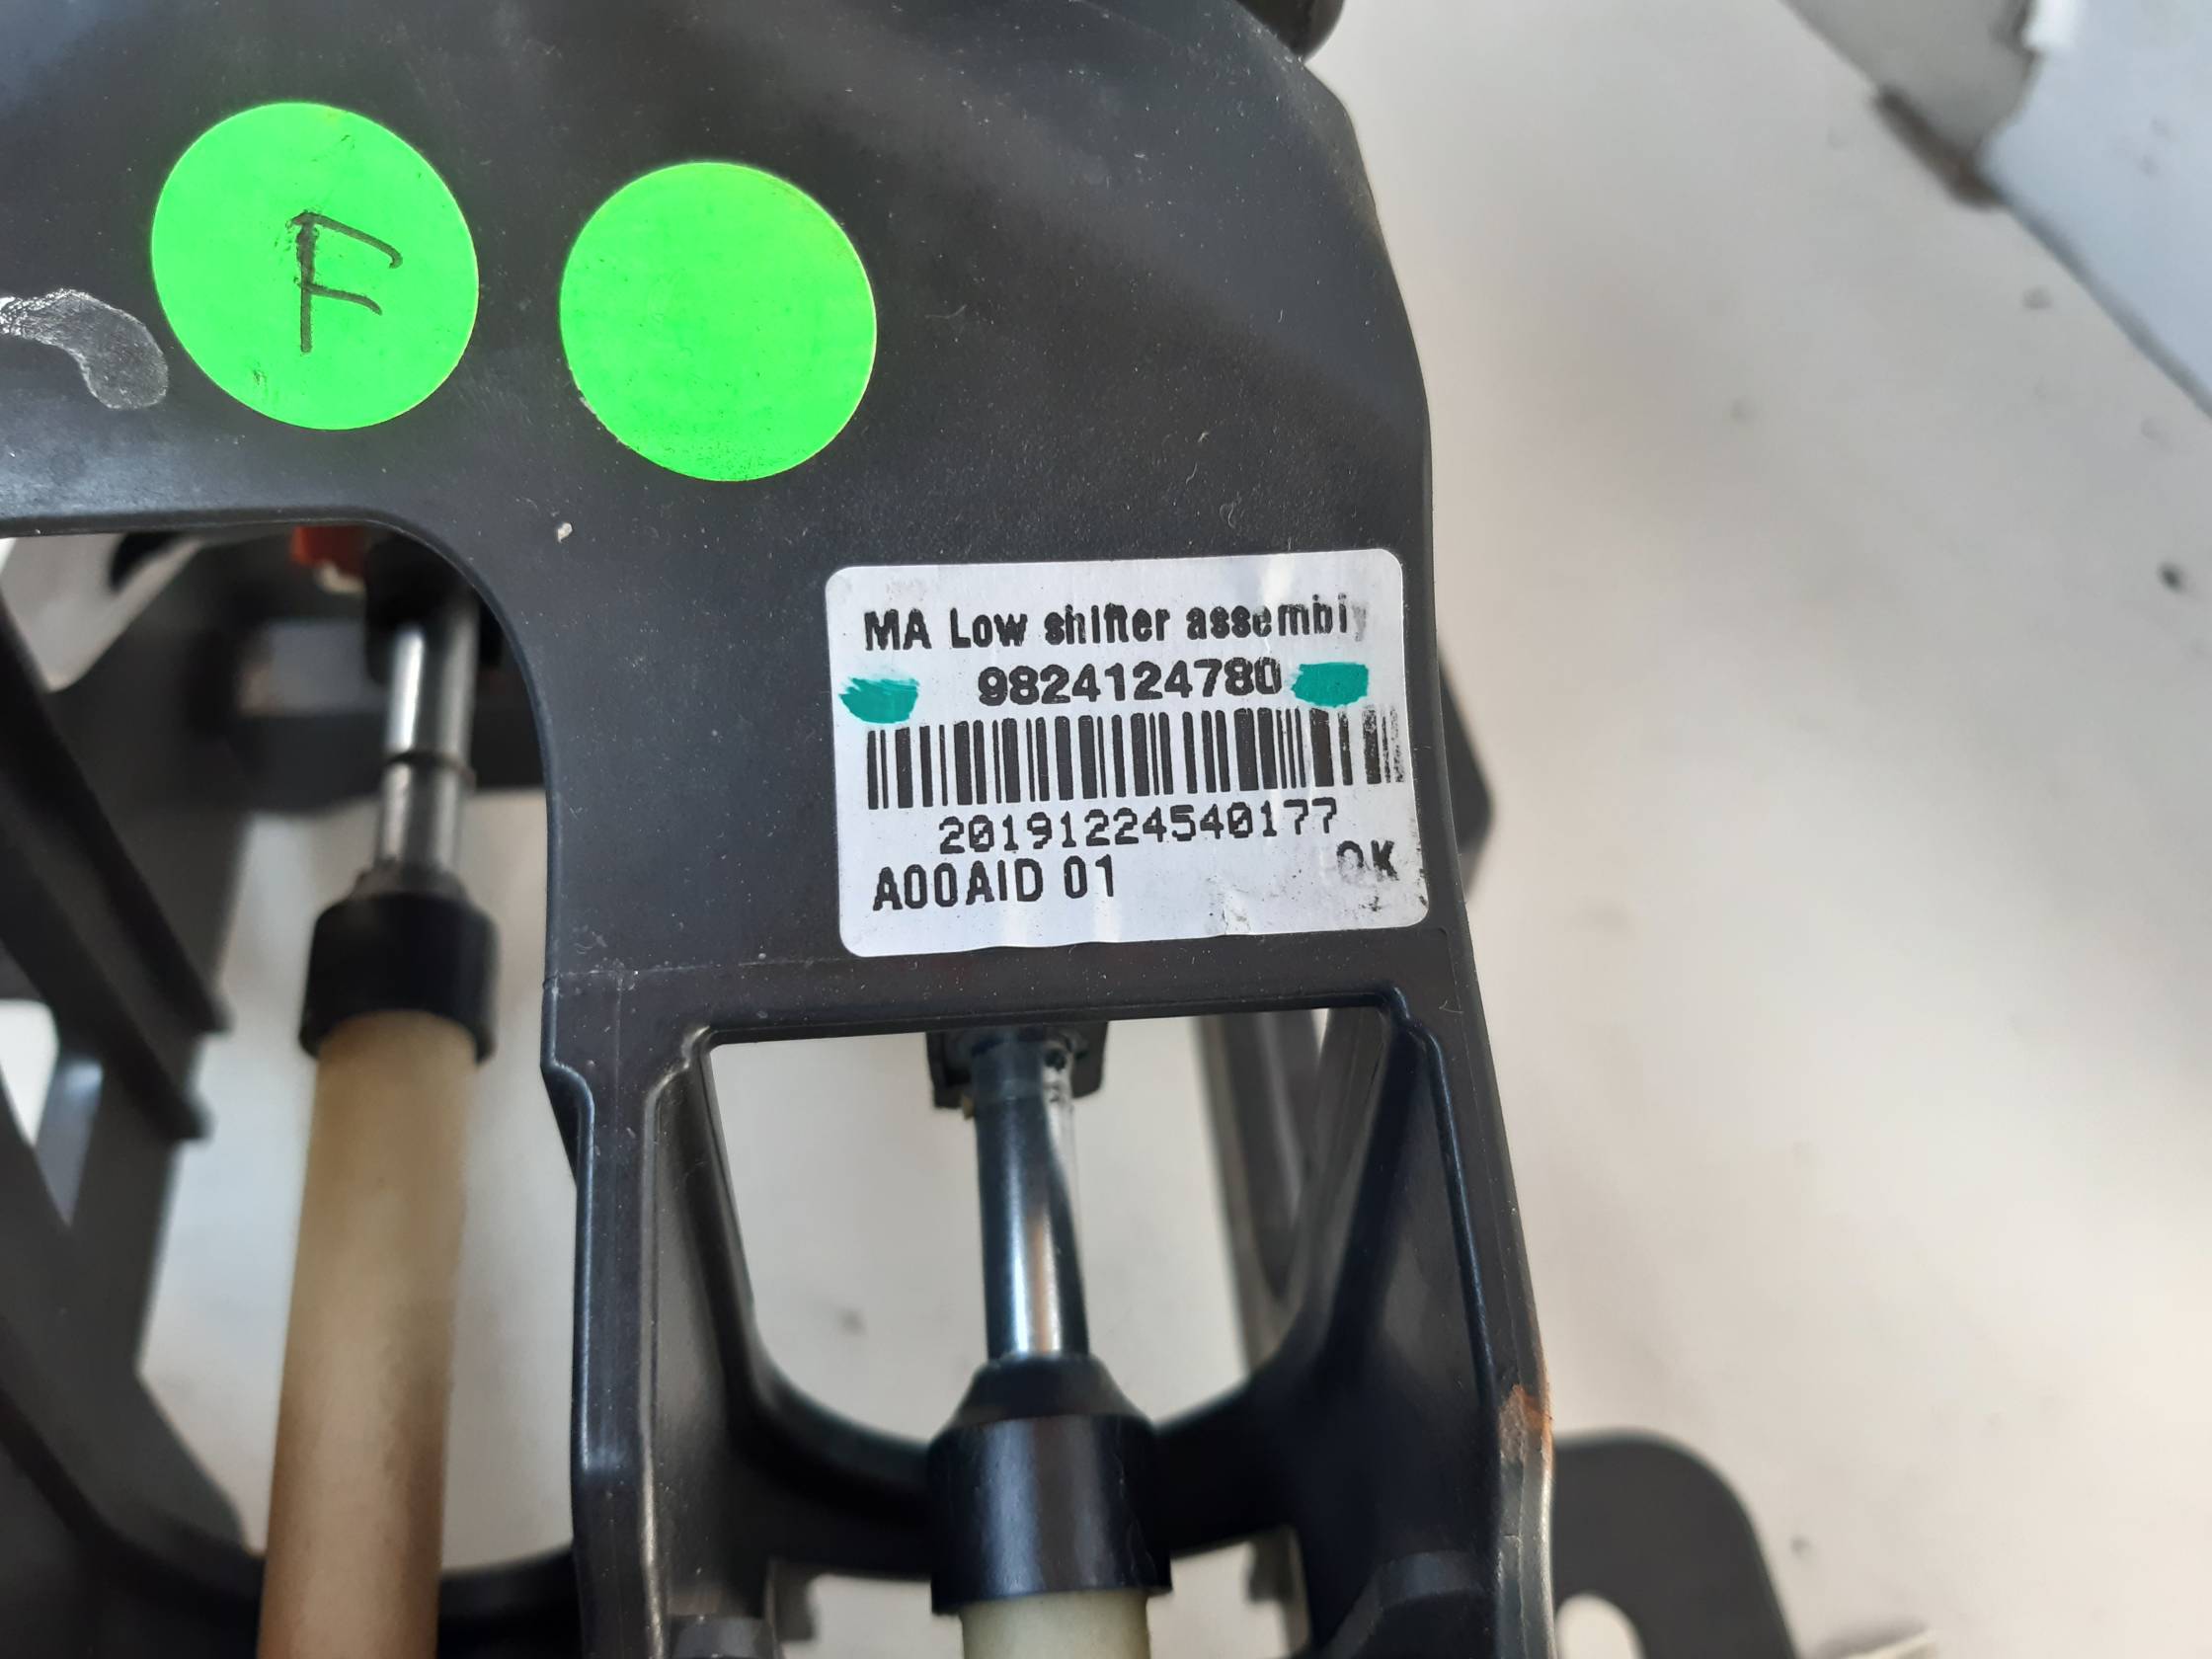 F
MA Low shifter assembly
9824124780
20191224540177
A00AID 01
OK